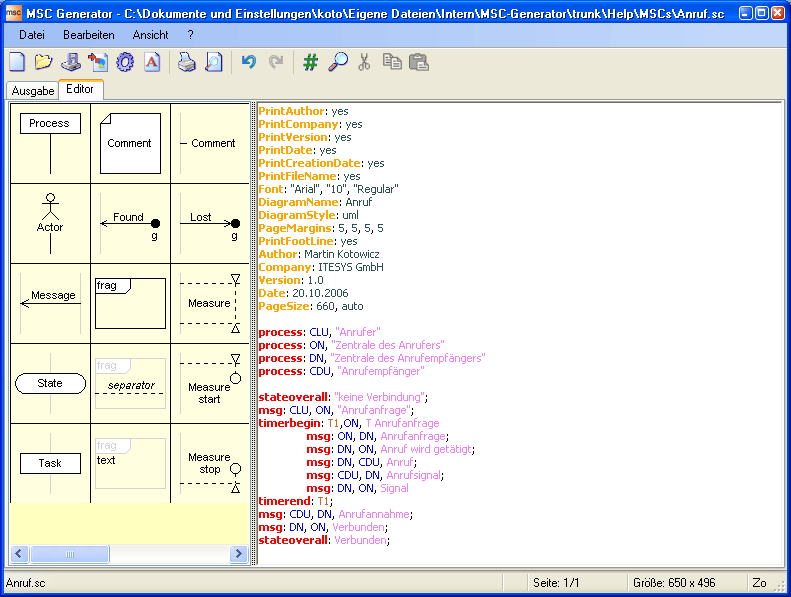 MSC Generator - C:\Dokumente und Einstellungen\koto\Eigene Dateien\Intern\MSC-Generator\trunk\Help\MSCs\Anruf.sc
Datei Bearbeiten Ansicht ?
Ausgabe Editor
Process
Comment
Comment
Actor
Found
g
Lost
g
Message
frag
Measure
State
frag
separator
Measure
start
Task
frag
text
Measure
stop
PrintAuthor: yes
PrintCompany: yes
PrintVersion: yes
PrintDate: yes
PrintCreationDate: yes
PrintFileName: yes
Font: "Arial", "10", "Regular"
DiagramName: Anruf
DiagramStyle: uml
PageMargins: 5, 5, 5, 5
PrintFootLine: yes
Author: Martin Kotowicz
Company: ITESYS GmbH
Version: 1.0
Date: 20.10.2006
PageSize: 660, auto
process: CLU, "Anrufer"
process: ON, "Zentrale des Anrufers"
process: DN, "Zentrale des Anrufempfängers"
process: CDU, "Anrufempfänger"
stateoverall: "keine Verbindung";
msg: CLU, ON, "Anrufanfrage";
timerbegin: T1,ON, T Anrufanfrage
msg: ON, DN, Anrufanfrage;
msg: DN, ON, Anruf wird getätigt;
msg: DN, CDU, Anruf;
msg: CDU, DN, Anrufsignal;
msg: DN, ON, Signal
timerend: T1;
msg: CDU, DN, Anrufannahme;
msg: DN, ON, Verbunden;
stateoverall: Verbunden;
Anruf.sc Seite: 1/1 Größe: 650 x 496 Zo